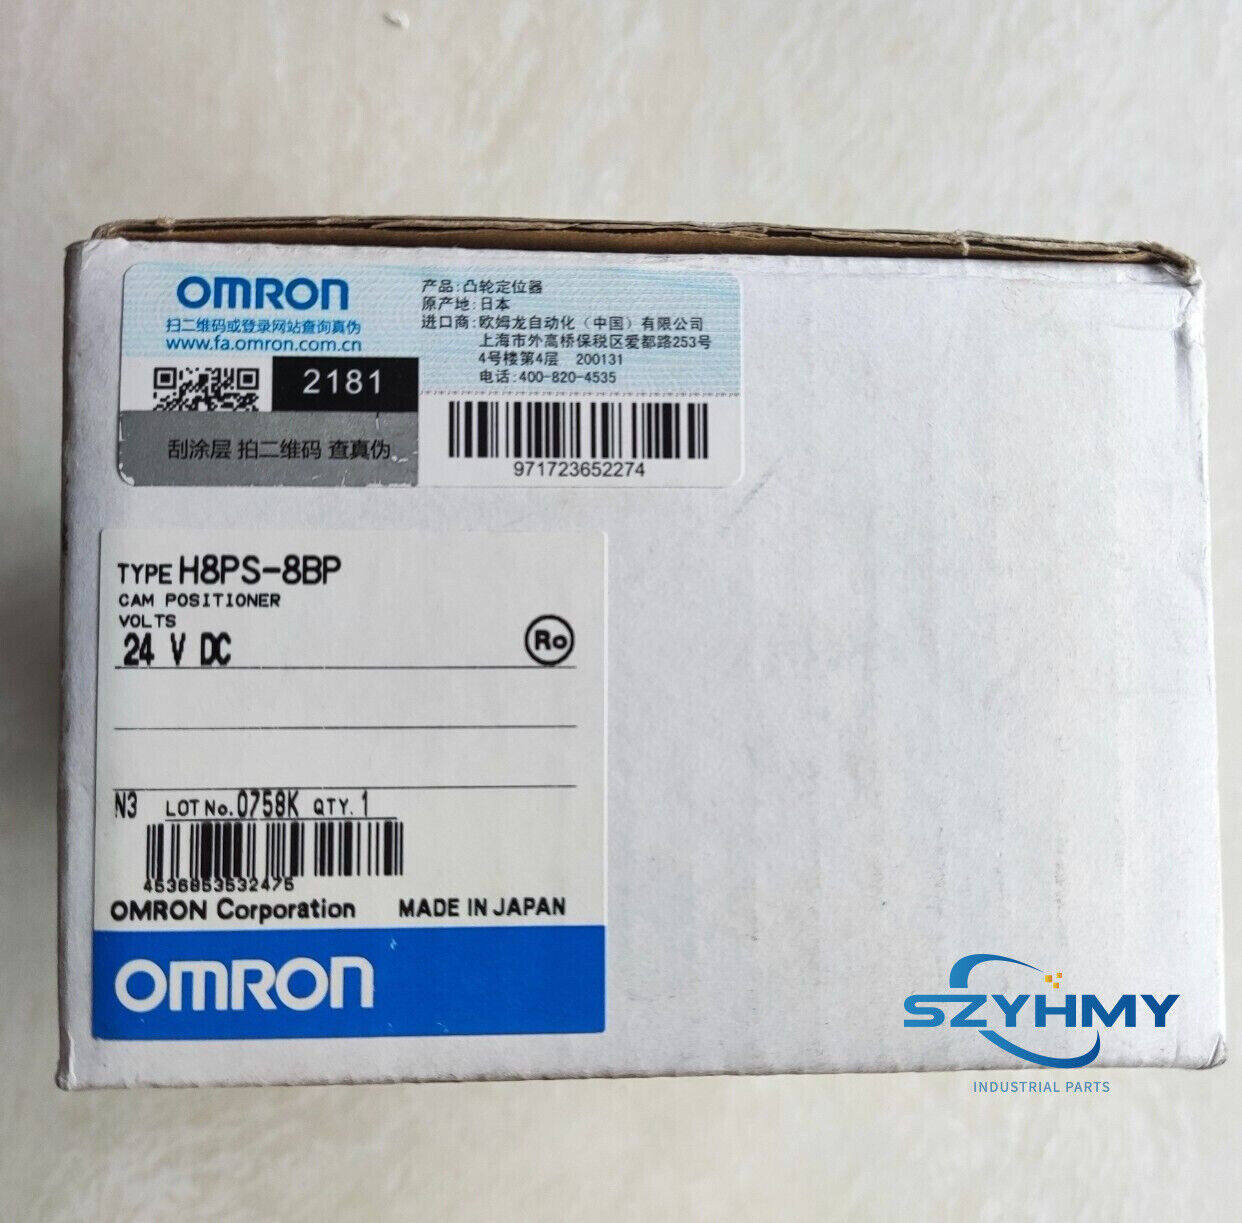 OMRON
扫二维码或登录网站查询真伪
www.fa.omron.com.cn
2181
刮涂层 拍二维码 查真伪
产品:凸轮定位器
原产地:日本
进口商:欧姆龙自动化(中国)有限公司
上海市外高桥保税区爱都路253号
4号楼第4层 200131
电话:400-820-4535
971723652274
TYPE H8PS-8BP
CAM POSITIONER
VOLTS
24 V DC
Ro
N3 LOT No. 0758K QTY. 1
4536853532475
OMRON Corporation MADE IN JAPAN
OMRON
SZYHMY
INDUSTRIAL PARTS